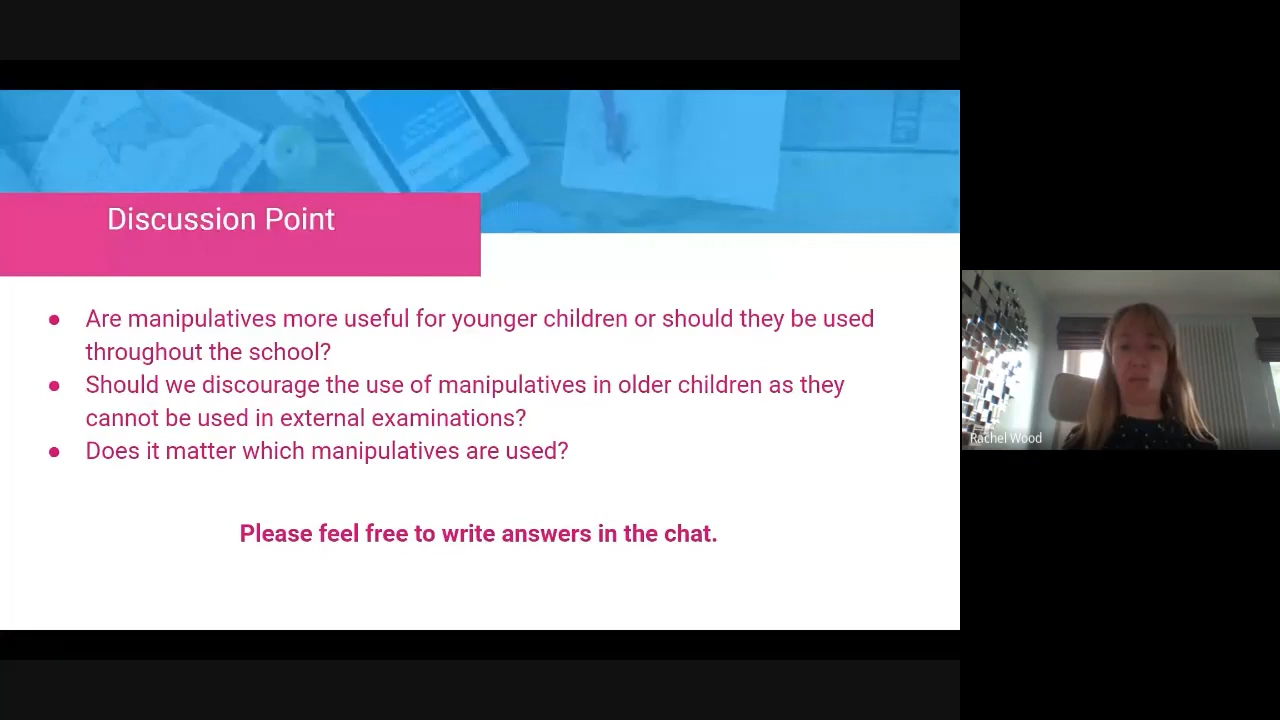 Discussion Point
● Are manipulatives more useful for younger children or should they be used
throughout the school?
● Should we discourage the use of manipulatives in older children as they
cannot be used in external examinations?
● Does it matter which manipulatives are used?
Please feel free to write answers in the chat.
Rachel Wood